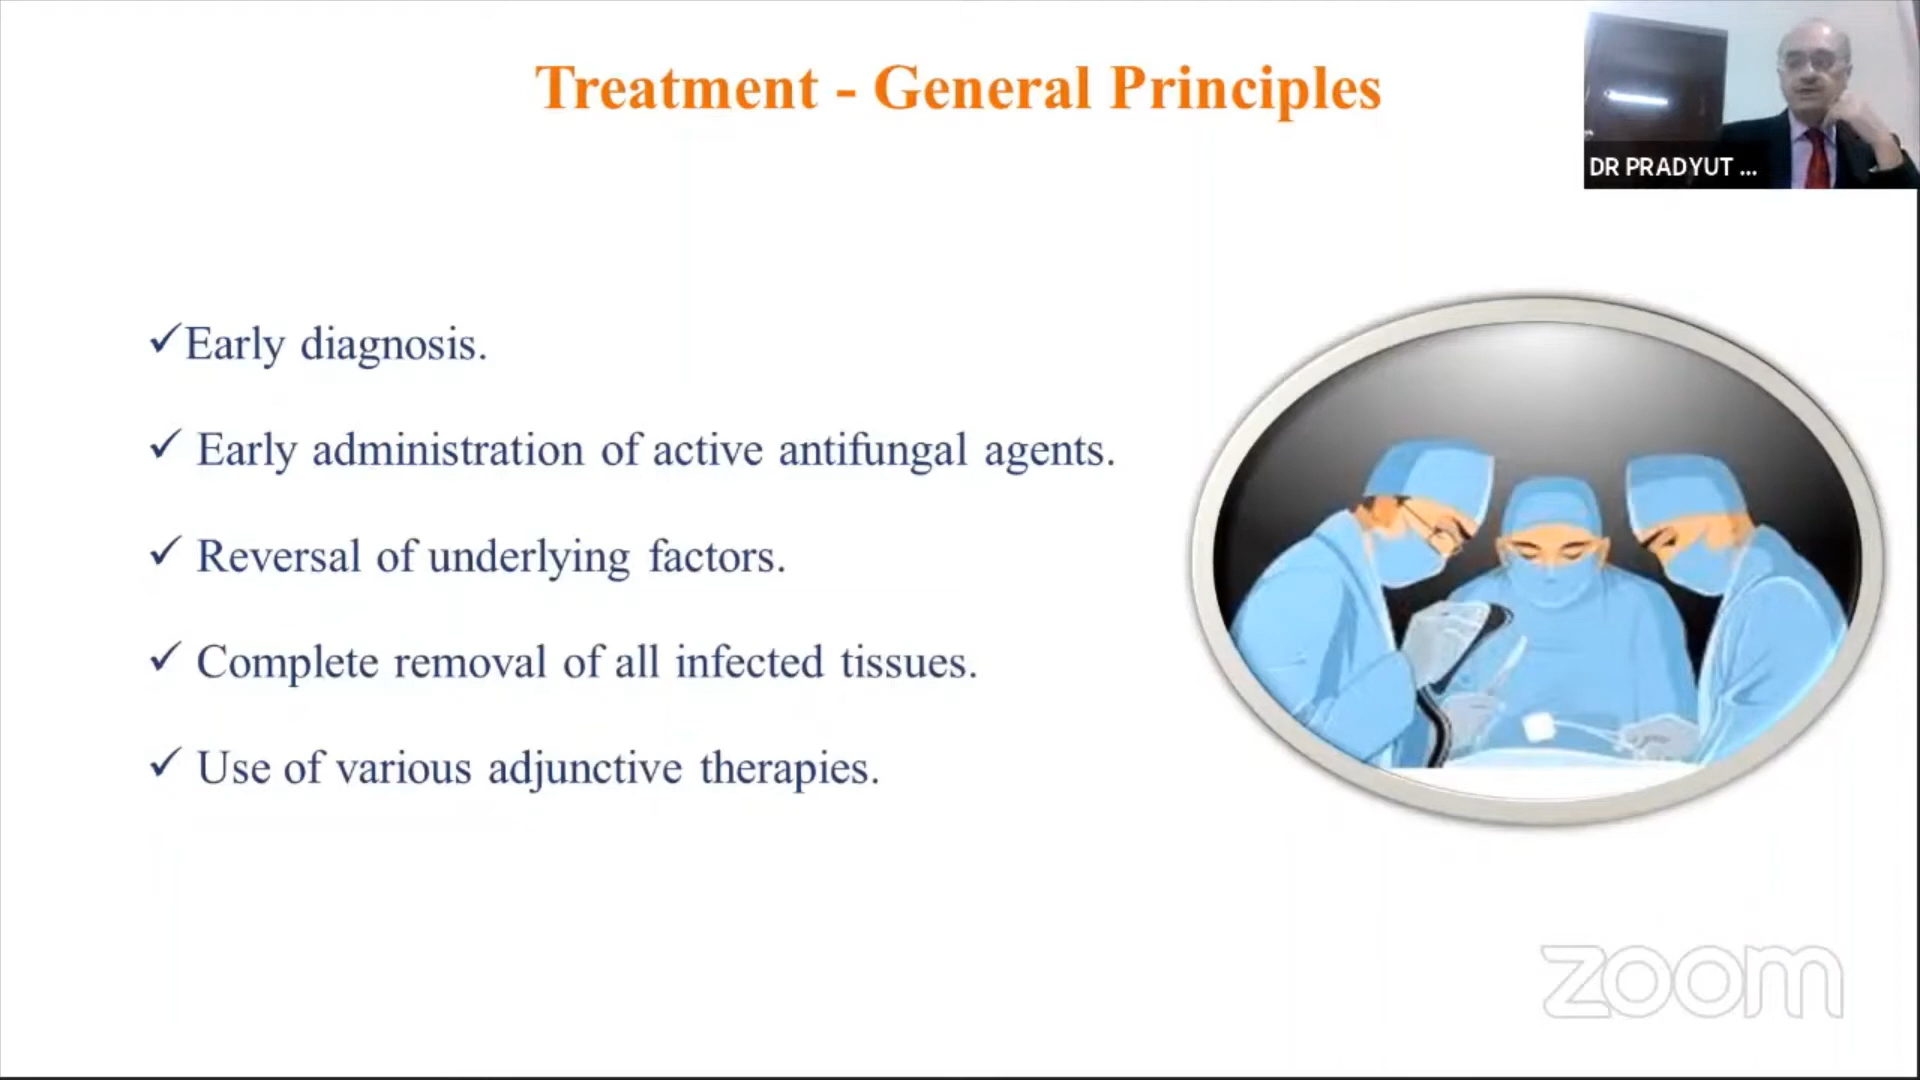 Treatment - General Principles
DR PRADYUT ...
✓Early diagnosis.
✓ Early administration of active antifungal agents.
✓ Reversal of underlying factors.
✓ Complete removal of all infected tissues.
✓ Use of various adjunctive therapies.
zoom